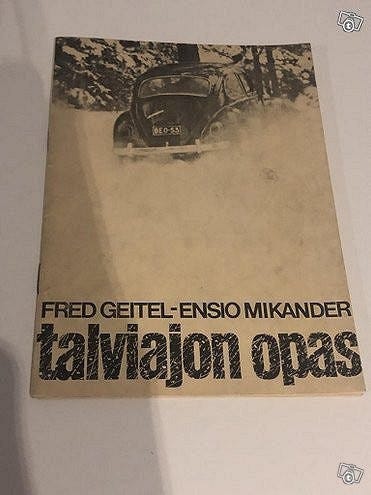 BEO-53
FRED GEITEL-ENSIO MIKANDER
talviajon opas